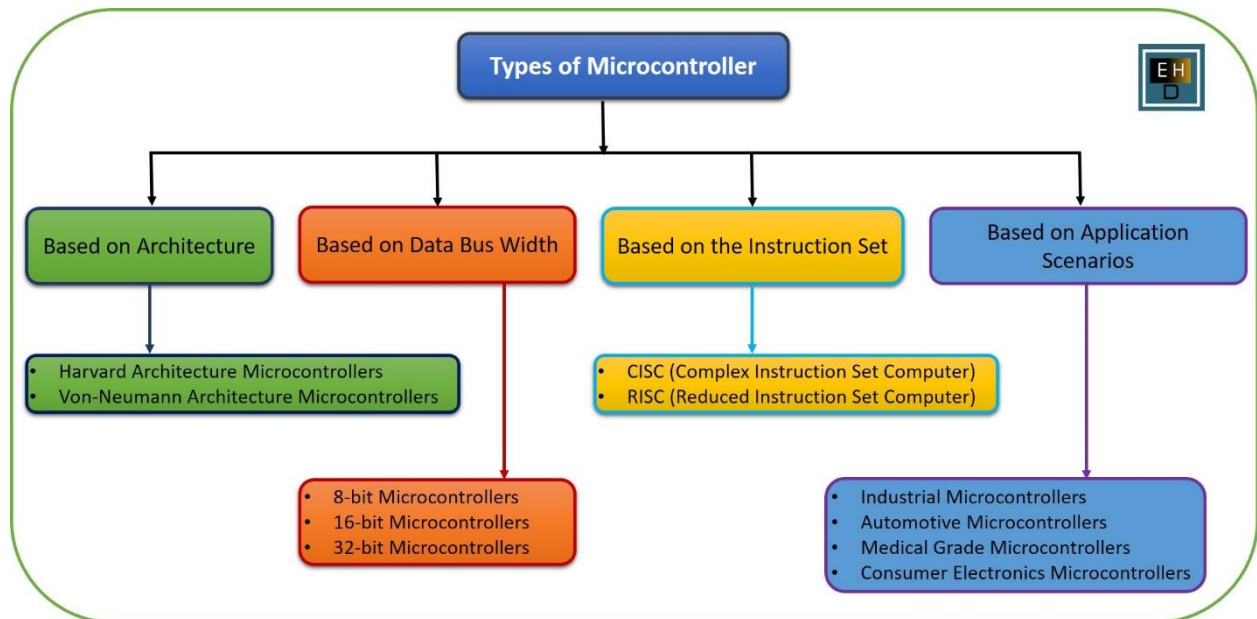 Types of Microcontroller
E H
D
Based on Architecture
Based on Data Bus Width
Based on the Instruction Set
Based on Application
Scenarios
• Harvard Architecture Microcontrollers
• Von-Neumann Architecture Microcontrollers
• CISC (Complex Instruction Set Computer)
• RISC (Reduced Instruction Set Computer)
• 8-bit Microcontrollers
• 16-bit Microcontrollers
• 32-bit Microcontrollers
• Industrial Microcontrollers
• Automotive Microcontrollers
• Medical Grade Microcontrollers
• Consumer Electronics Microcontrollers